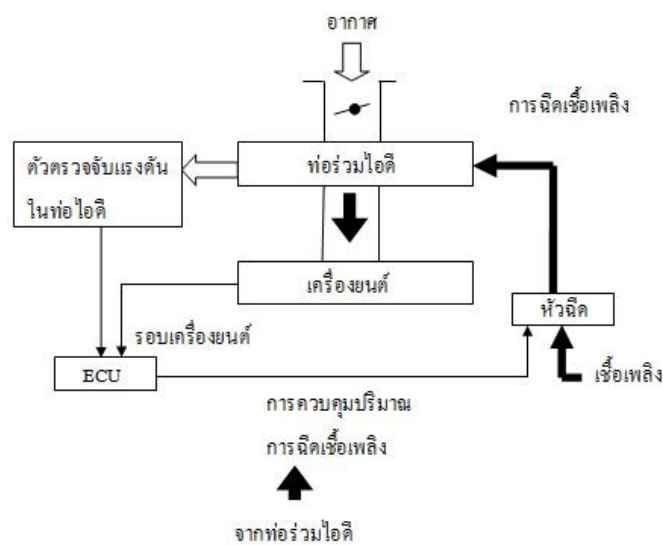 อากาศ
การฉีดเชื้อเพลิง
ตัวตรวจจับแรงดัน
ในท่อไอดี
ท่อร่วมไอดี
เครื่องยนต์
หัวฉีด
รอบเครื่องยนต์
ECU
เชื้อเพลิง
การควบคุมปริมาณ
การฉีดเชื้อเพลิง
จากท่อร่วมไอดี